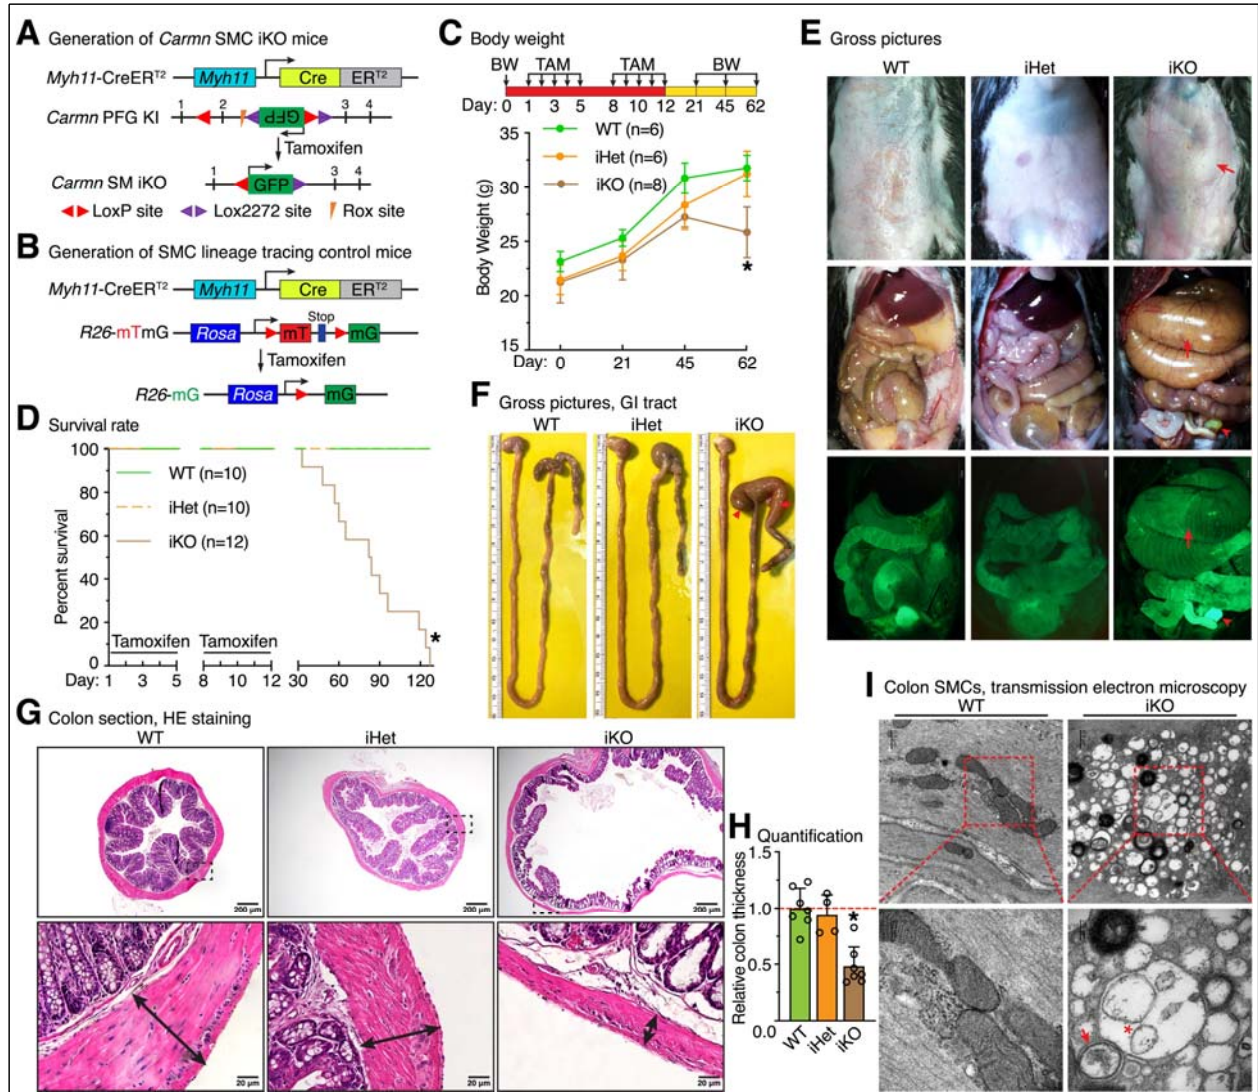 A Generation of Carmn SMC iKO mice
Myh11-CreERT2 Myh11 Cre ERT2
1 2 3 4
Carmn PFG KI GFP
Tamoxifen
1 3 4
Carmn SM iKO GFP
LoxP site Lox2272 site Rox site
B Generation of SMC lineage tracing control mice
Myh11-CreERT2 Myh11 Cre ERT2
Stop
R26-mTmG Rosa mT mG
Tamoxifen
R26-mG Rosa mG
C Body weight
BW TAM TAM BW
Day: 0 1 3 5 8 10 12 21 45 62
35
30
25
20
15
Body Weight (g)
WT (n=6)
iHet (n=6)
iKO (n=8)
*
Day: 0 21 45 62
D Survival rate
100
80
60
40
20
0
Percent survival
WT (n=10)
iHet (n=10)
iKO (n=12)
*
Tamoxifen Tamoxifen
Day: 1 3 5 8 10 12 30 60 90 120
E Gross pictures
WT iHet iKO
F Gross pictures, GI tract
WT iHet iKO
G Colon section, HE staining
WT iHet iKO
200 μm 200 μm 200 μm
20 μm 20 μm 20 μm
H Quantification
1.5
1.0
0.5
0.0
Relative colon thickness
*
WT iHet iKO
I Colon SMCs, transmission electron microscopy
WT iKO
*